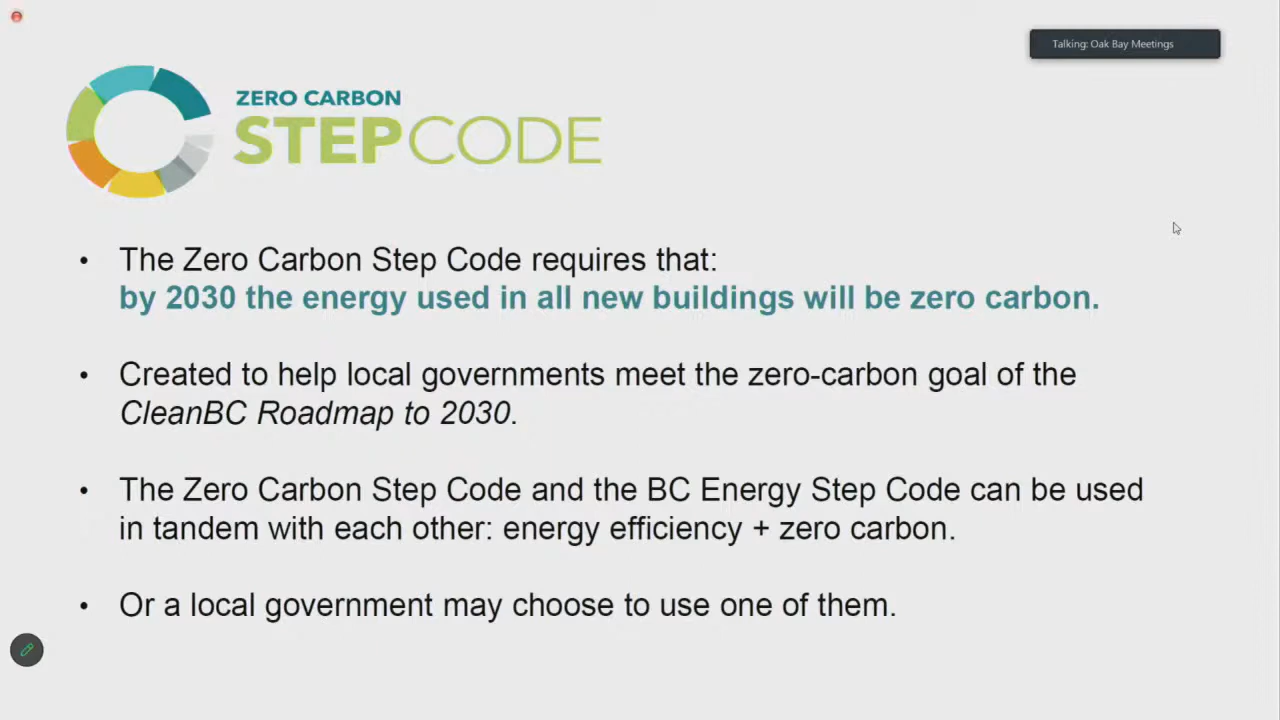 Talking: Oak Bay Meetings
ZERO CARBON
STEPCODE
• The Zero Carbon Step Code requires that:
by 2030 the energy used in all new buildings will be zero carbon.
• Created to help local governments meet the zero-carbon goal of the
CleanBC Roadmap to 2030.
• The Zero Carbon Step Code and the BC Energy Step Code can be used
in tandem with each other: energy efficiency + zero carbon.
• Or a local government may choose to use one of them.